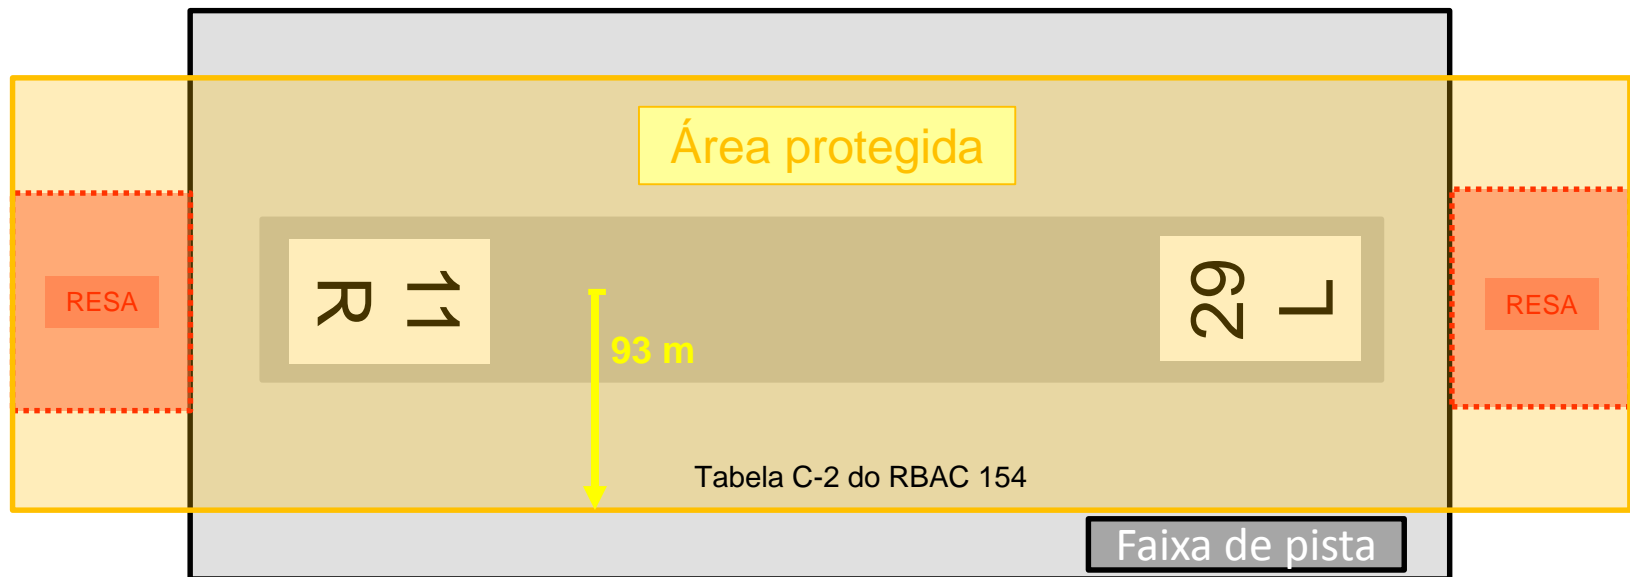 Área protegida
RESA
11
R
29
L
RESA
93 m
Tabela C-2 do RBAC 154
Faixa de pista